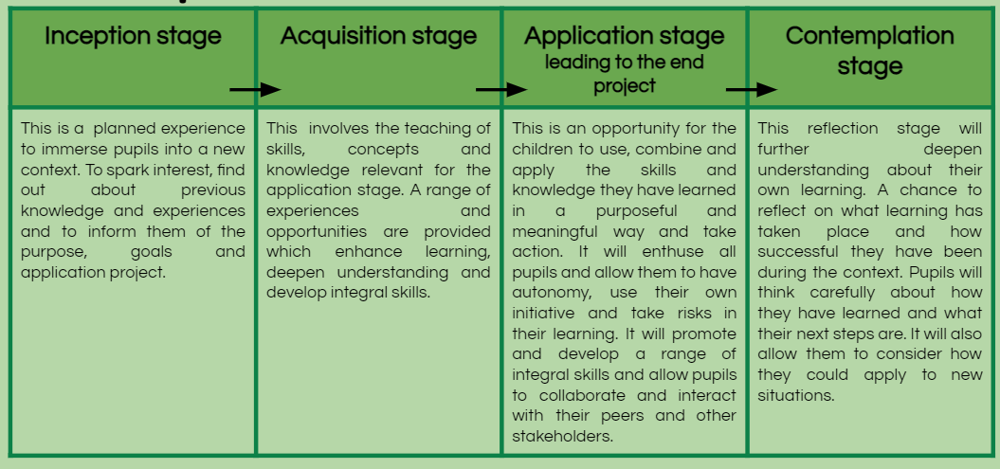 Inception stage
This is a planned experience
to immerse pupils into a new
context. To spark interest, find
out about previous
knowledge and experiences
and to inform them of the
purpose, goals and
application project.
Acquisition stage
This involves the teaching of
skills, concepts and
knowledge relevant for the
application stage. A range of
experiences and
opportunities are provided
which enhance learning,
deepen understanding and
develop integral skills.
Application stage
leading to the end
project
This is an opportunity for the
children to use, combine and
apply the skills and
knowledge they have learned
in a purposeful and
meaningful way and take
action. It will enthuse all
pupils and allow them to have
autonomy, use their own
initiative and take risks in
their learning. It will promote
and develop a range of
integral skills and allow pupils
to collaborate and interact
with their peers and other
stakeholders.
Contemplation
stage
This reflection stage will
further deepen
understanding about their
own learning. A chance to
reflect on what learning has
taken place and how
successful they have been
during the context. Pupils will
think carefully about how
they have learned and what
their next steps are. It will also
allow them to consider how
they could apply to new
situations.